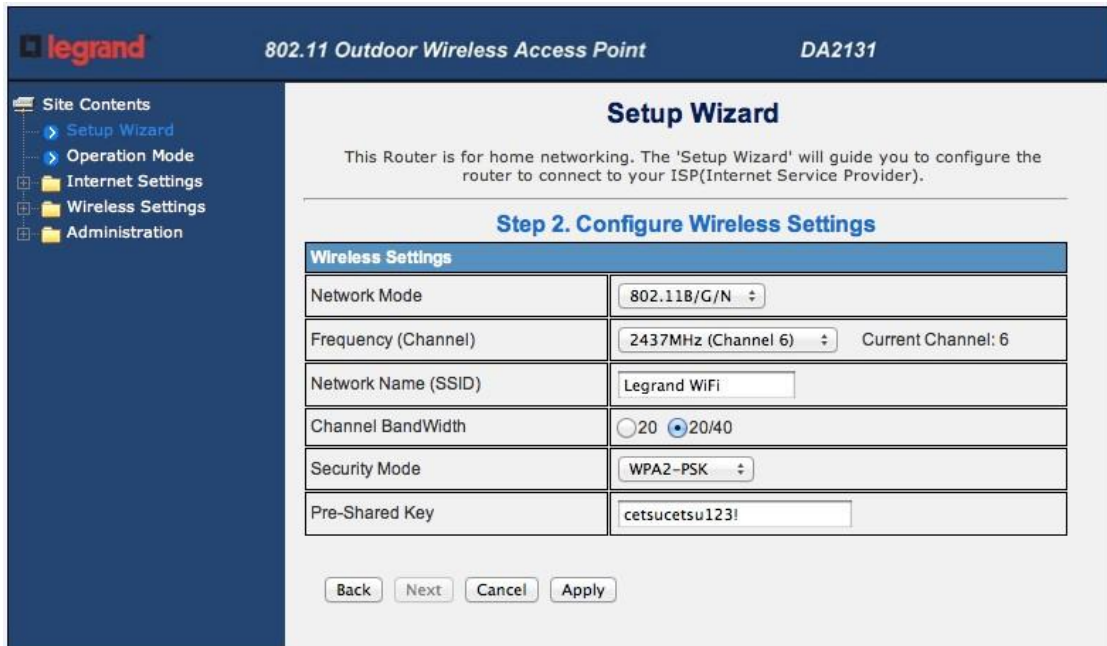 legrand
802.11 Outdoor Wireless Access Point
DA2131
Site Contents
Setup Wizard
Operation Mode
Internet Settings
Wireless Settings
Administration
Setup Wizard
This Router is for home networking. The 'Setup Wizard' will guide you to configure the
router to connect to your ISP(Internet Service Provider).
Step 2. Configure Wireless Settings
Wireless Settings
Network Mode
802.11B/G/N
Frequency (Channel)
2437MHz (Channel 6)
Current Channel: 6
Network Name (SSID)
Legrand WiFi
Channel BandWidth
20 20/40
Security Mode
WPA2-PSK
Pre-Shared Key
cetsucetsu123!
Back
Next
Cancel
Apply